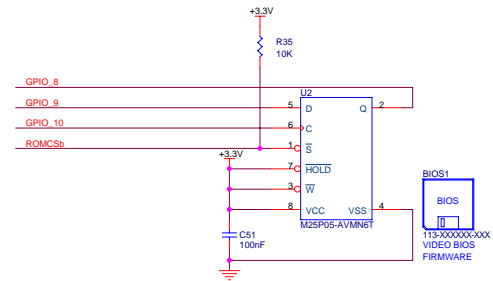 +3.3V
R35
10K
GPIO_8
U2
GPIO_9
5 D Q 2
GPIO_10
6 C
ROMCSb
1 S
+3.3V
7 HOLD
3 W
BIOS1
BIOS
8 VCC VSS 4
M25P05-AVMN6T
C51
100nF
113-XXXXXX-XXX
VIDEO BIOS
FIRMWARE